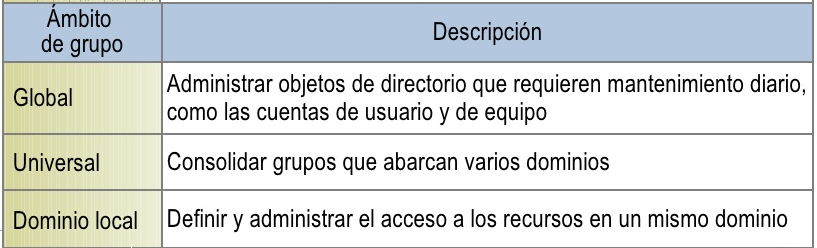 Ámbito
de grupo
Descripción
Global
Administrar objetos de directorio que requieren mantenimiento diario,
como las cuentas de usuario y de equipo
Universal
Consolidar grupos que abarcan varios dominios
Dominio local
Definir y administrar el acceso a los recursos en un mismo dominio